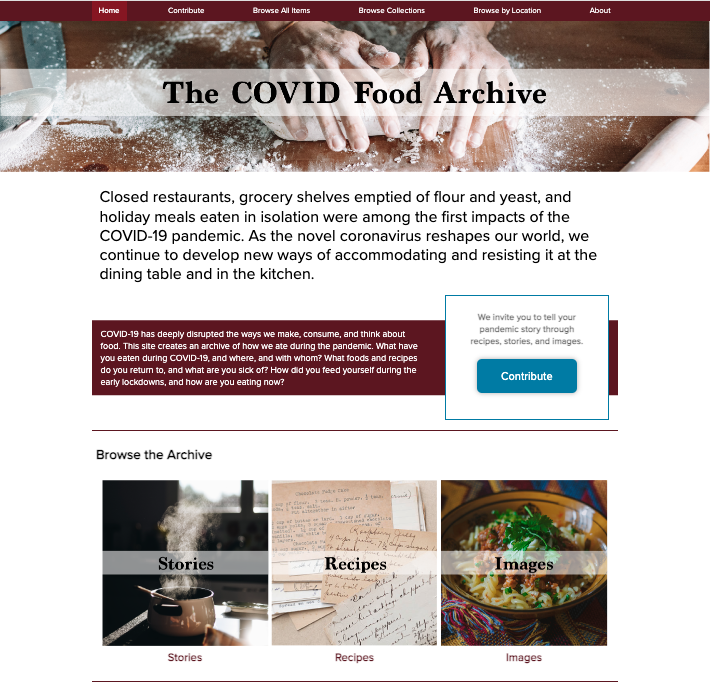 Home Contribute Browse All Items Browse Collections Browse by Location About
The COVID Food Archive
Closed restaurants, grocery shelves emptied of flour and yeast, and
holiday meals eaten in isolation were among the first impacts of the
COVID-19 pandemic. As the novel coronavirus reshapes our world, we
continue to develop new ways of accommodating and resisting it at the
dining table and in the kitchen.
COVID-19 has deeply disrupted the ways we make, consume, and think about
food. This site creates an archive of how we ate during the pandemic. What have
you eaten during COVID-19, and where, and with whom? What foods and recipes
do you return to, and what are you sick of? How did you feed yourself during the
early lockdowns, and how are you eating now?
We invite you to tell your
pandemic story through
recipes, stories, and images.
Contribute
Browse the Archive
Stories
Recipes
Images
Stories
Recipes
Images